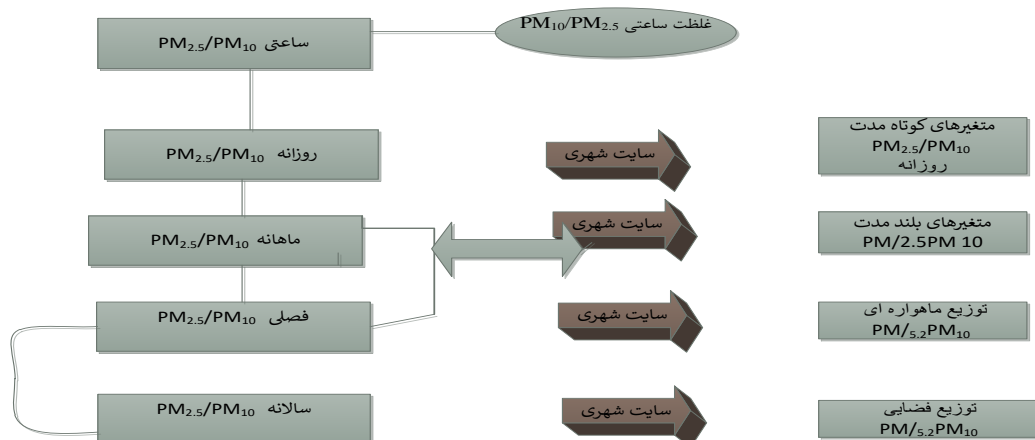 ساعتی PM2.5/PM10
غلظت ساعتی PM10/PM2.5
روزانه PM2.5/PM10
سایت شهری
متغیرهای کوتاه مدت
PM2.5/PM10
روزانه
ماهانه PM2.5/PM10
سایت شهری
متغیرهای بلند مدت
PM/2.5PM 10
فصلی PM2.5/PM10
سایت شهری
توزیع ماهواره ای
PM/5.2PM10
سالانه PM2.5/PM10
سایت شهری
توزیع فضایی
PM/5.2PM10